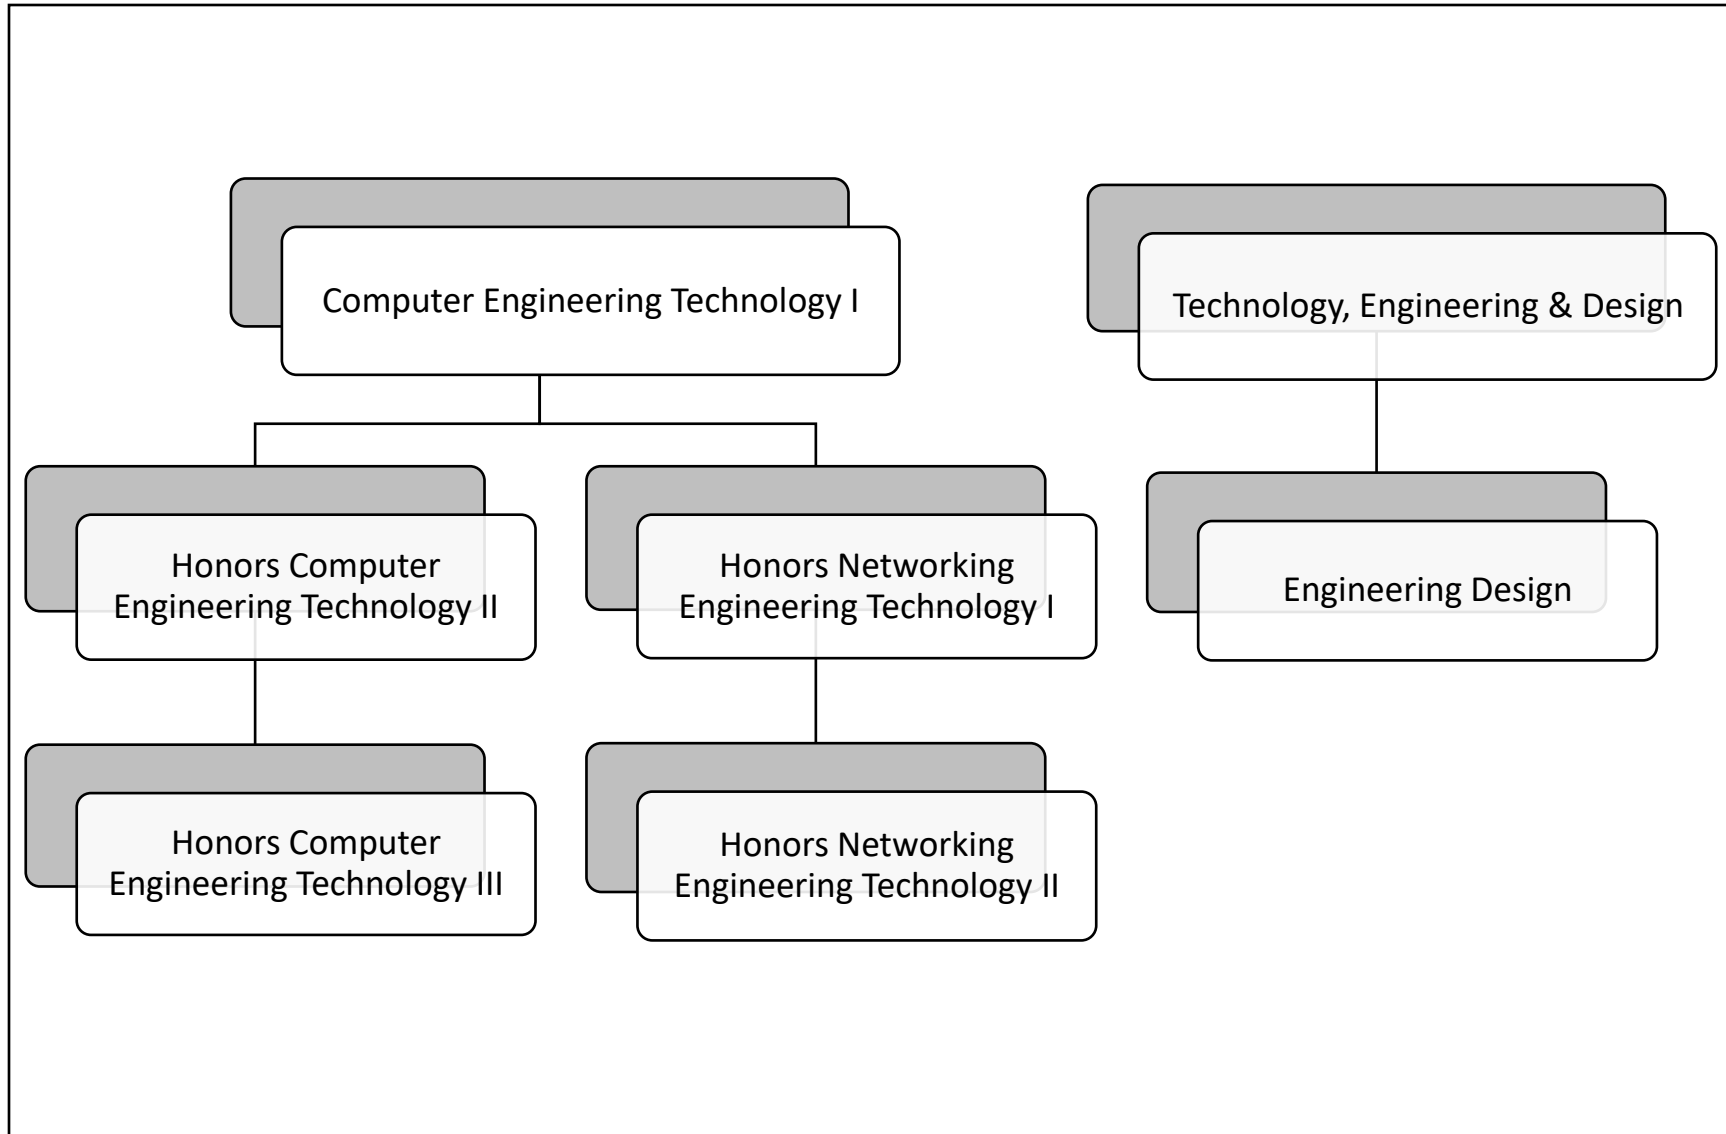 Computer Engineering Technology I
Technology, Engineering & Design
Honors Computer
Engineering Technology II
Honors Networking
Engineering Technology I
Engineering Design
Honors Computer
Engineering Technology III
Honors Networking
Engineering Technology II